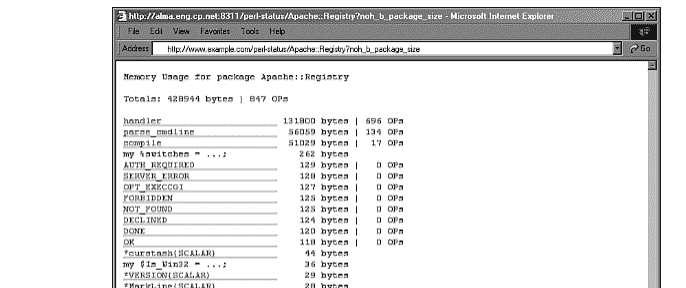 http://alma.eng.cp.net:8311/perl-status/Apache::Registry?noh_b_package_size - Microsoft Internet Explorer
File Edit View Favorites Tools Help
Address http://www.example.com/perl-status/Apache::Registry?noh_b_package_size Go
Memory Usage for package Apache::Registry
Totals: 428944 bytes | 847 OPs
handler 131800 bytes | 696 OPs
parse_cmdline 56059 bytes | 134 OPs
compile 51029 bytes | 17 OPs
my %switches = ...; 262 bytes
AUTH_REQUIRED 129 bytes | 0 OPs
SERVER_ERROR 128 bytes | 0 OPs
OPT_EXECCGI 127 bytes | 0 OPs
FORBIDDEN 125 bytes | 0 OPs
NOT_FOUND 125 bytes | 0 OPs
DECLINED 124 bytes | 0 OPs
DONE 120 bytes | 0 OPs
OK 118 bytes | 0 OPs
*curstash(SCALAR) 44 bytes
my $Is_Win32 = ...; 36 bytes
*VERSION(SCALAR) 29 bytes
*MarkLine(SCALAR) 28 bytes